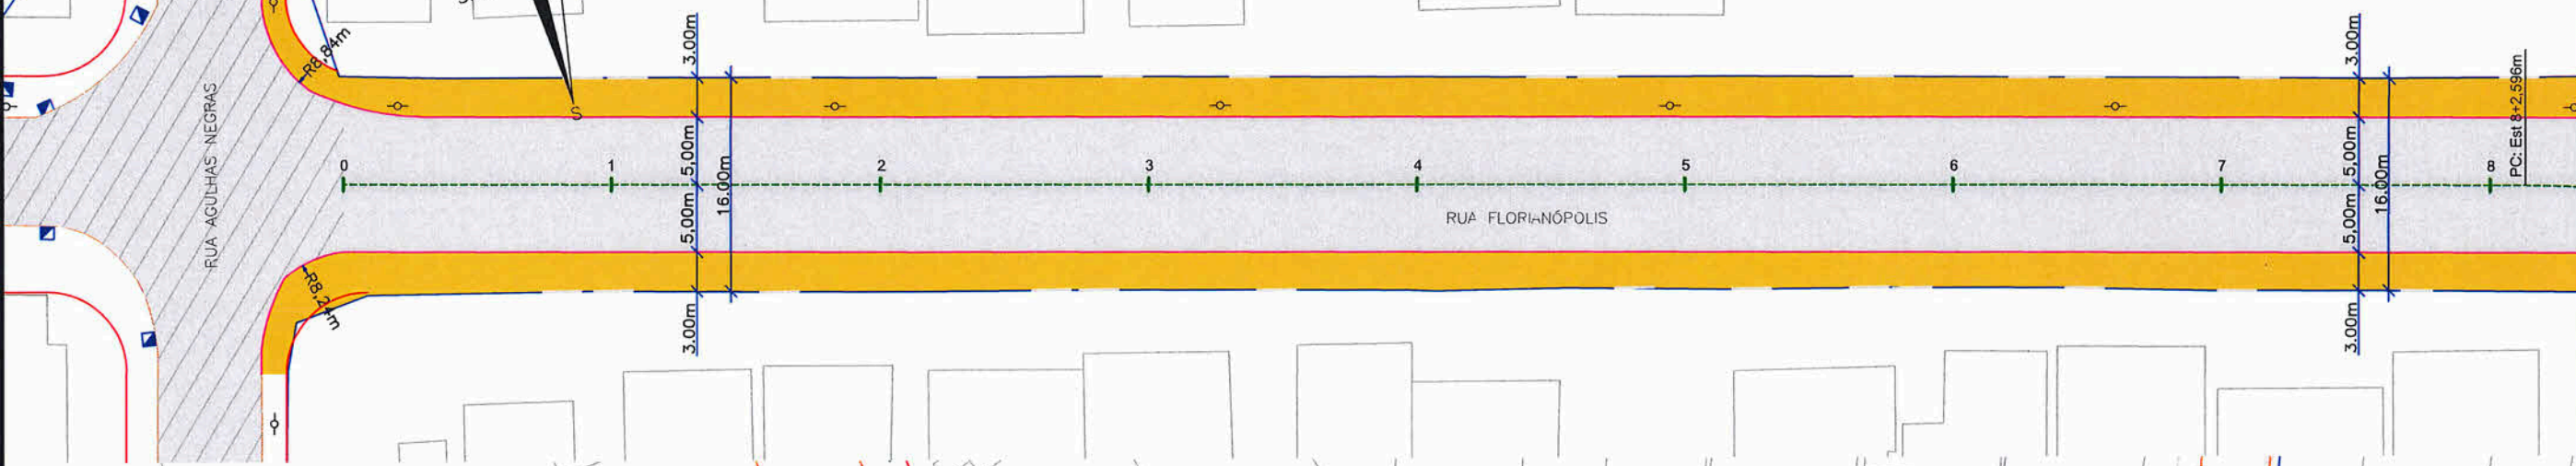 R8,84m
3.00m
3.00m
PC: Est 8+2,596m
S
RUA AGULHAS NEGRAS
5,00m
16.00m
5,00m
16.00m
0
1
2
3
4
5
6
7
8
5,00m
RUA FLORIANÓPOLIS
5,00m
R8,24m
3.00m
3.00m